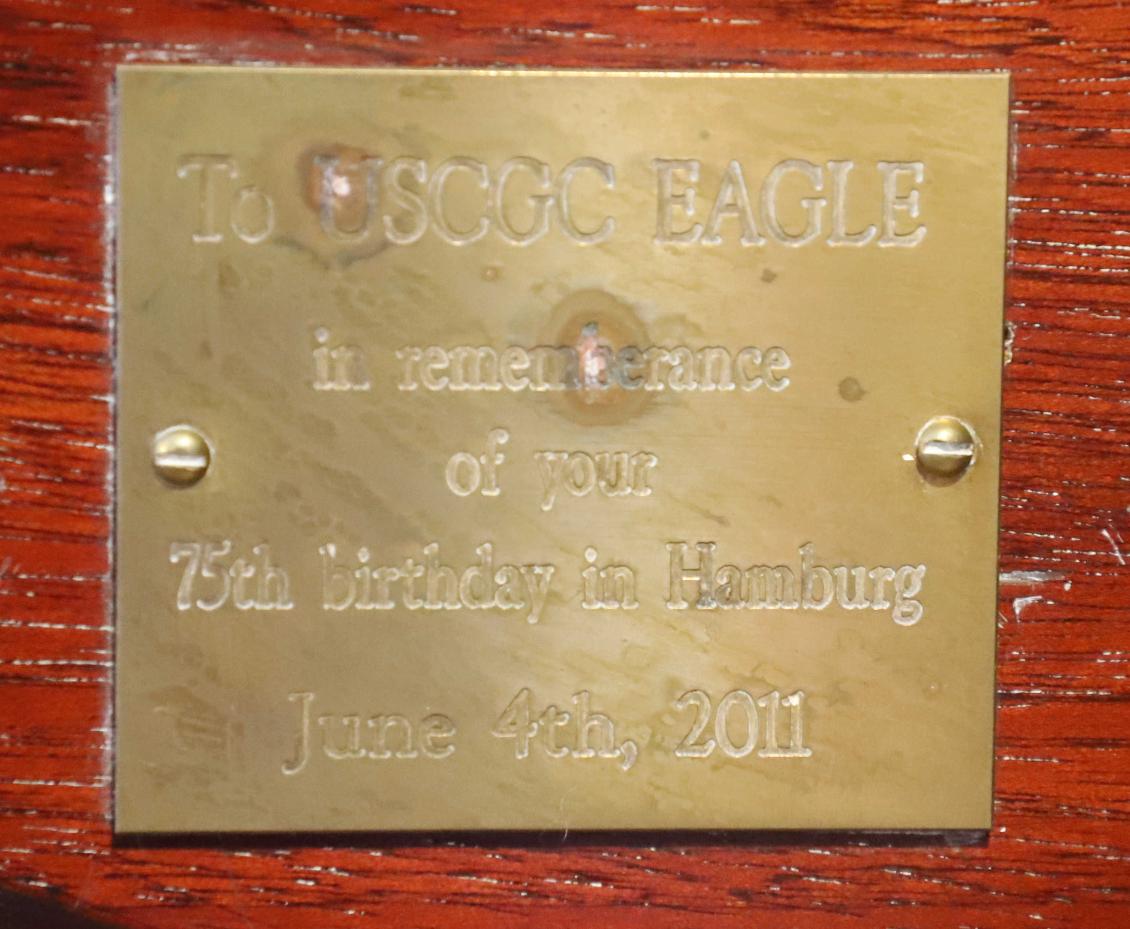 To USCGC EAGLE
in rememberance
of your
75th birthday in Hamburg
June 4th, 2011